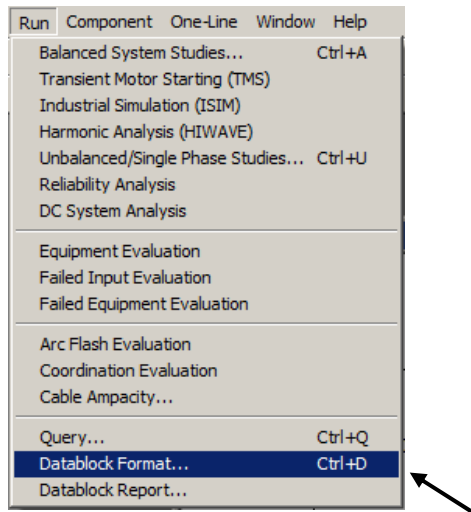 Run Component One-Line Window Help
Balanced System Studies... Ctrl+A
Transient Motor Starting (TMS)
Industrial Simulation (ISIM)
Harmonic Analysis (HIWAVE)
Unbalanced/Single Phase Studies... Ctrl+U
Reliability Analysis
DC System Analysis
Equipment Evaluation
Failed Input Evaluation
Failed Equipment Evaluation
Arc Flash Evaluation
Coordination Evaluation
Cable Ampacity...
Query... Ctrl+Q
Datablock Format... Ctrl+D
Datablock Report...